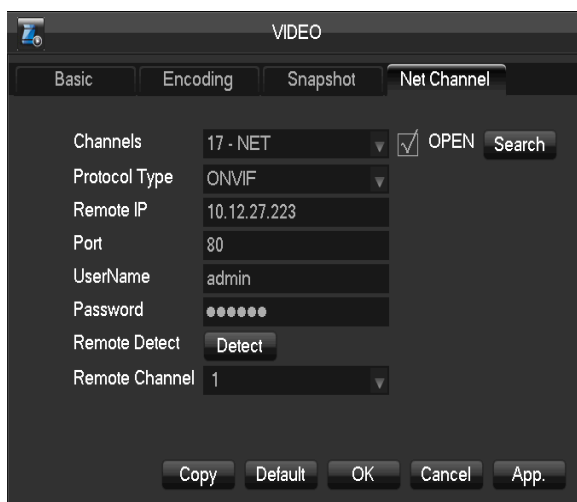 VIDEO
Basic Encoding Snapshot Net Channel
Channels 17 - NET OPEN Search
Protocol Type ONVIF
Remote IP 10.12.27.223
Port 80
UserName admin
Password ●●●●●●
Remote Detect Detect
Remote Channel 1
Copy Default OK Cancel App.